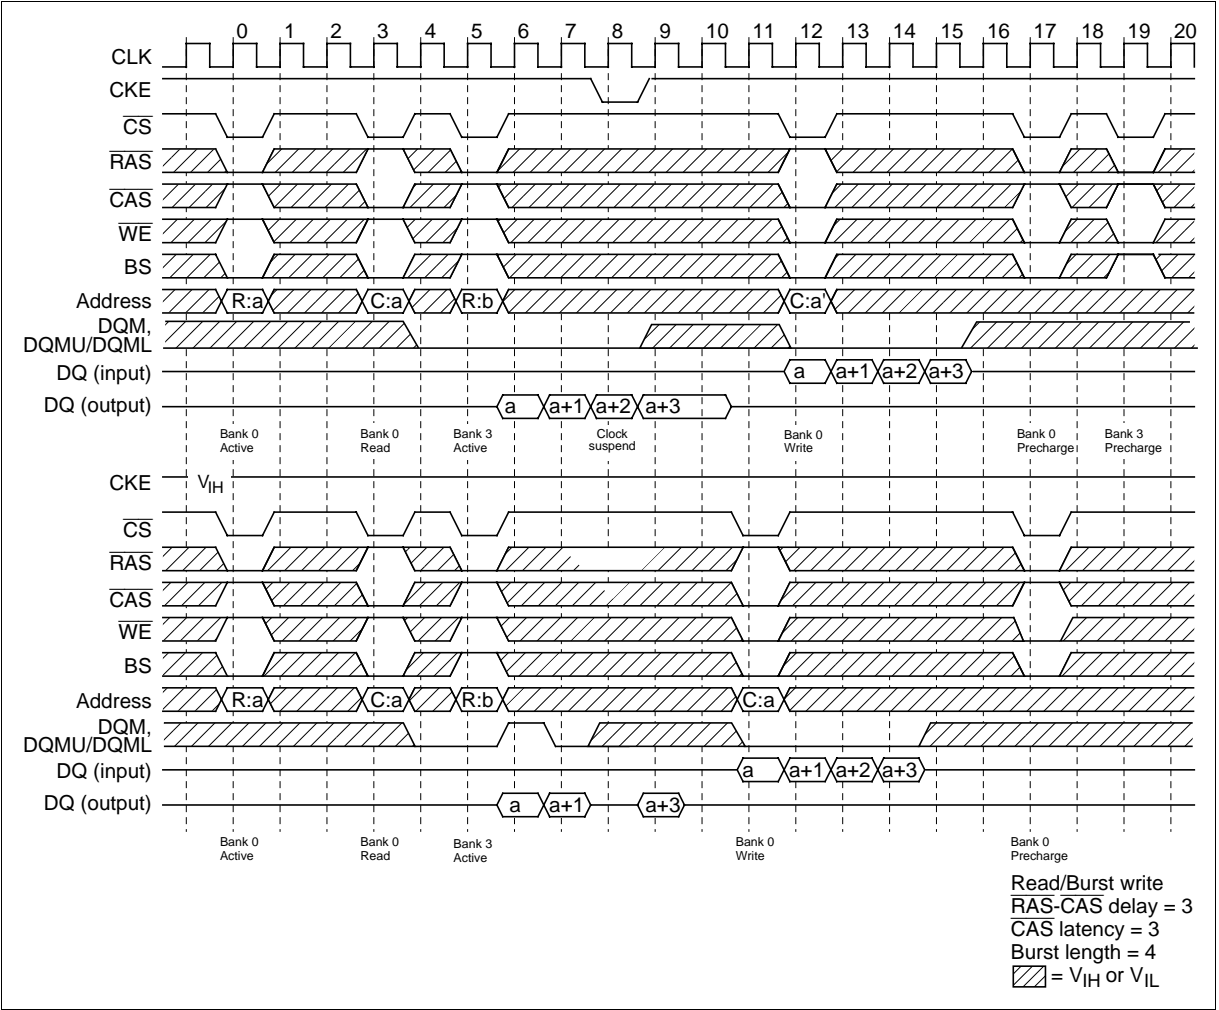 0 1 2 3 4 5 6 7 8 9 10 11 12 13 14 15 16 17 18 19 20
CLK
CKE
CS
RAS
CAS
WE
BS
Address R:a C:a R:b C:a'
DQM,
DQMU/DQML
DQ (input) a a+1 a+2 a+3
DQ (output) a a+1 a+2 a+3
Bank 0 Bank 0 Bank 3 Clock Bank 0 Bank 0 Bank 3
Active Read Active suspend Write Precharge Precharge
CKE VIH
CS
RAS
CAS
WE
BS
Address R:a C:a R:b C:a
DQM,
DQMU/DQML
DQ (input) a a+1 a+2 a+3
DQ (output) a a+1 a+3
Bank 0 Bank 0 Bank 3 Bank 0 Bank 0
Active Read Active Write Precharge
Read/Burst write
RAS-CAS delay = 3
CAS latency = 3
Burst length = 4
= VIH or VIL